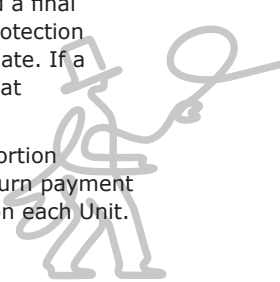 d a final
otection
ate. If a
at
ortion
urn payment
n each Unit.